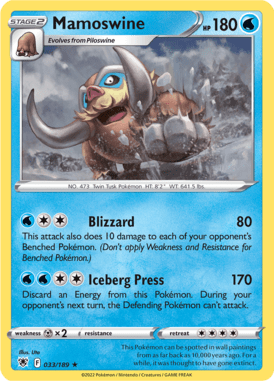 STAGE2 Mamoswine HP180
Evolves from Piloswine
NO. 473 Twin Tusk Pokémon HT: 8'2" WT: 641.5 lbs.
Blizzard 80
This attack also does 10 damage to each of your opponent's
Benched Pokémon. (Don't apply Weakness and Resistance for
Benched Pokémon.)
Iceberg Press 170
Discard an Energy from this Pokémon. During your
opponent's next turn, the Defending Pokémon can't attack.
weakness ×2 resistance retreat
Illus. Uta
F 033/189 ★
This Pokémon can be spotted in wall paintings
from as far back as 10,000 years ago. For a
while, it was thought to have gone extinct.
©2022 Pokémon / Nintendo / Creatures / GAME FREAK